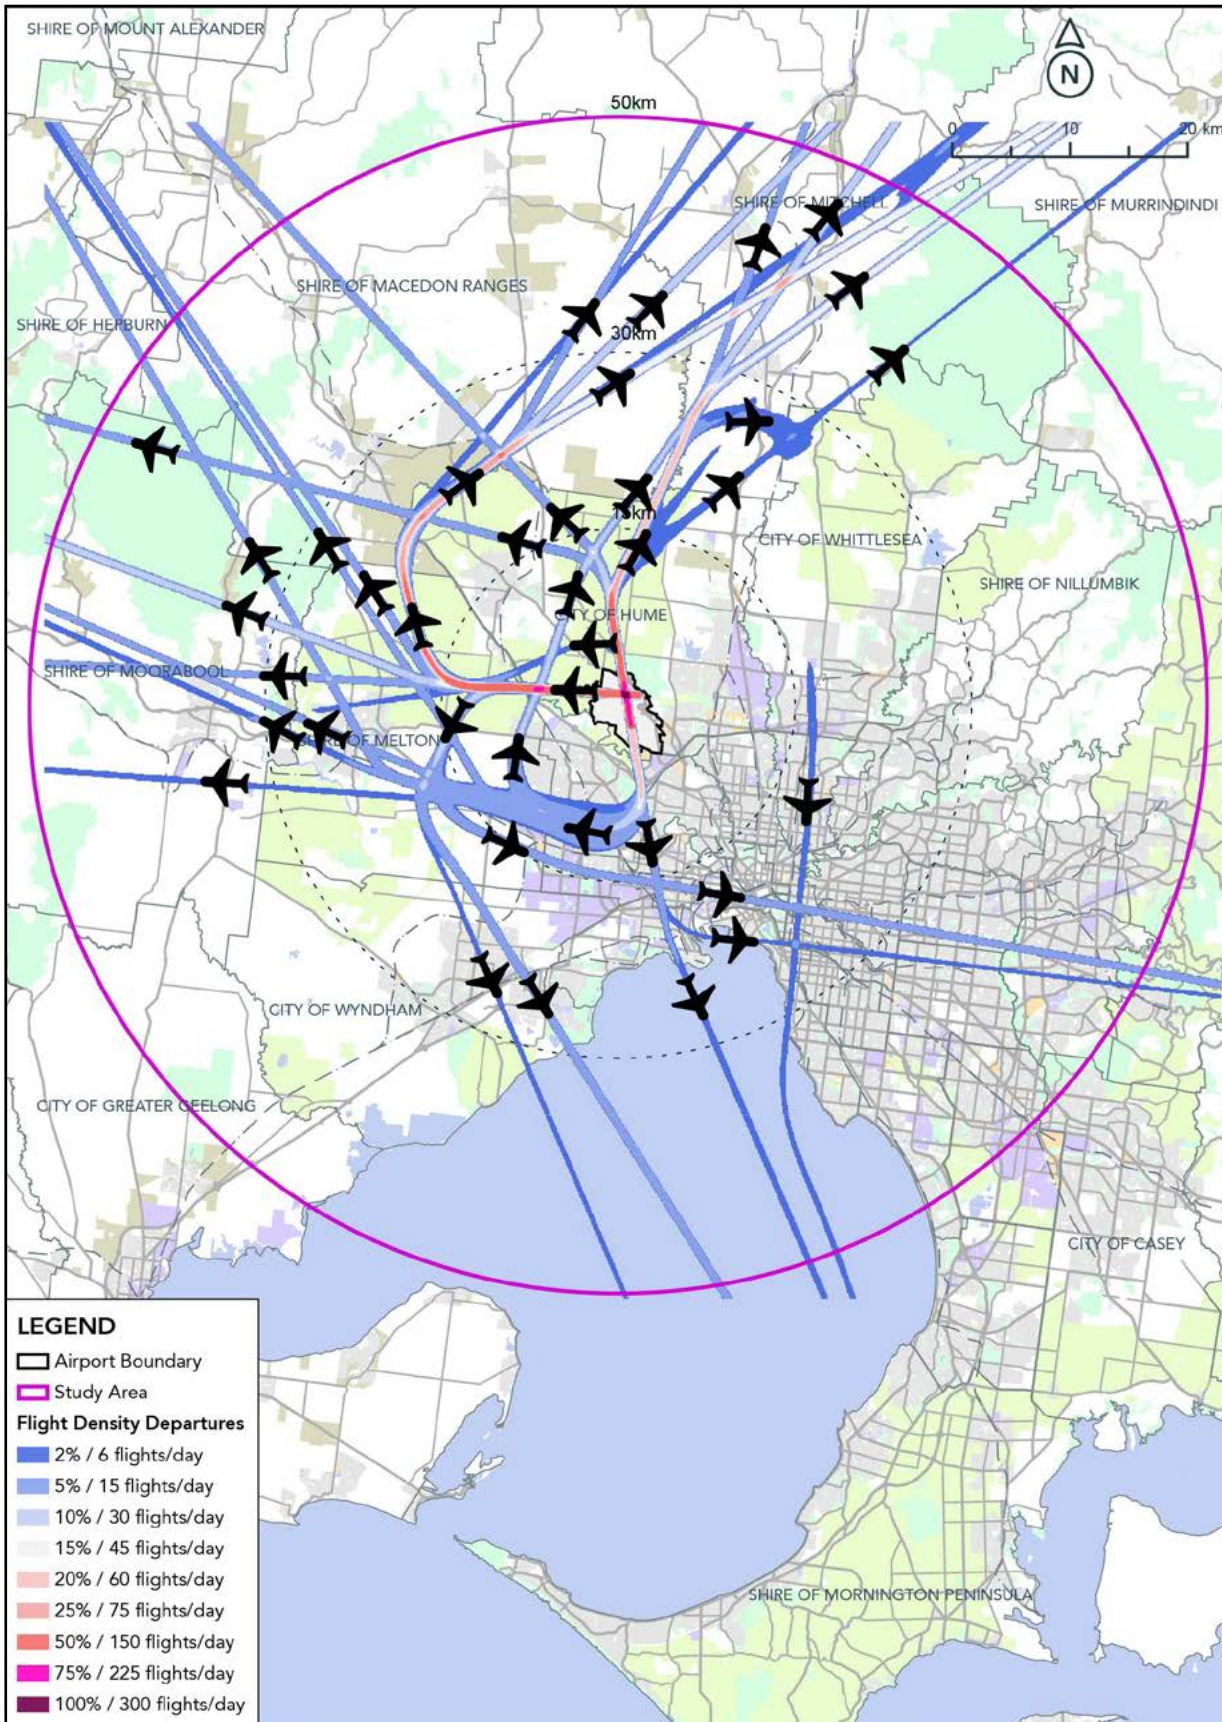 SHIRE OF MOUNT ALEXANDER
N
50km
0 10 20 km
SHIRE OF MITCHELL
SHIRE OF MURRINDINDI
SHIRE OF MACEDON RANGES
SHIRE OF HEPBURN
30km
15km
CITY OF WHITTLESEA
SHIRE OF NILLUMBIK
CITY OF HUME
SHIRE OF MOORABOOL
SHIRE OF MELTON
CITY OF WYNDHAM
CITY OF GREATER GEELONG
CITY OF CASEY
SHIRE OF MORNINGTON PENINSULA
LEGEND
Airport Boundary
Study Area
Flight Density Departures
2% / 6 flights/day
5% / 15 flights/day
10% / 30 flights/day
15% / 45 flights/day
20% / 60 flights/day
25% / 75 flights/day
50% / 150 flights/day
75% / 225 flights/day
100% / 300 flights/day